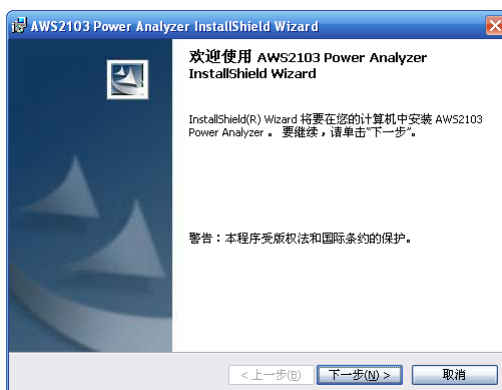 AWS2103 Power Analyzer InstallShield Wizard
欢迎使用 AWS2103 Power Analyzer
InstallShield Wizard
InstallShield(R) Wizard 将要在您的计算机中安装 AWS2103
Power Analyzer 。 要继续，请单击“下一步”。
警告：本程序受版权法和国际条约的保护。
<上一步(B) 下一步(N) > 取消